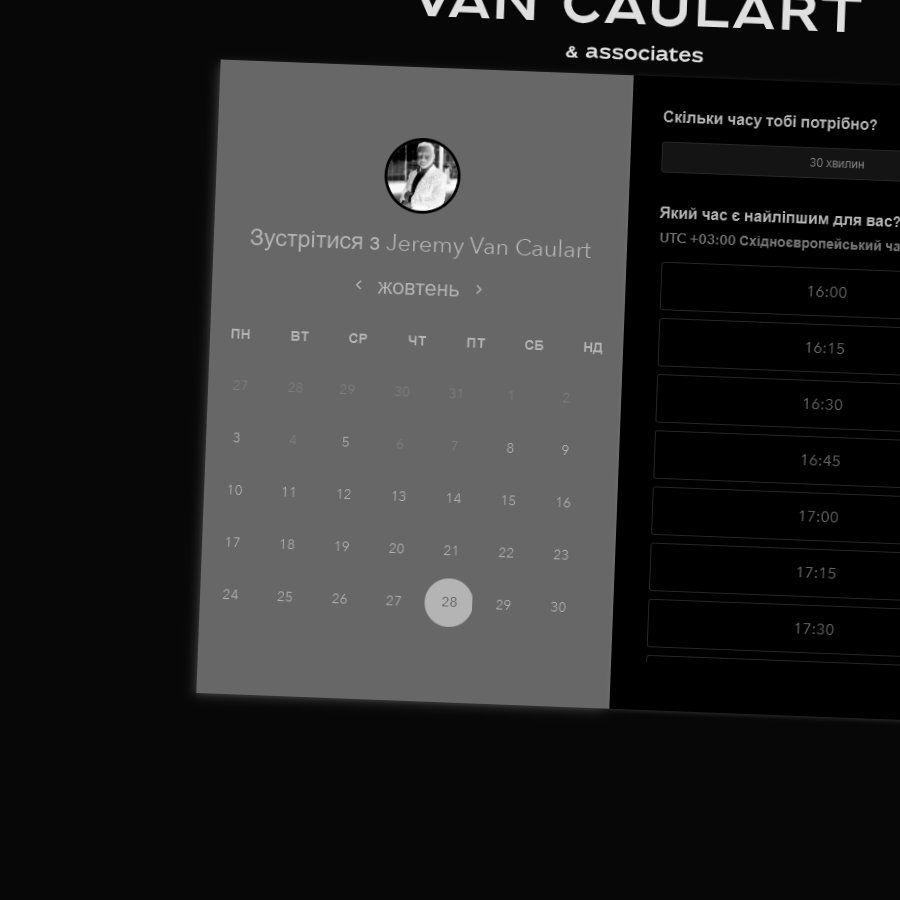 VAN CAULART
& associates
Зустрітися з Jeremy Van Caulart
< жовтень >
ПН ВТ СР ЧТ ПТ СБ НД
27 28 29 30 31 1 2
3 4 5 6 7 8 9
10 11 12 13 14 15 16
17 18 19 20 21 22 23
24 25 26 27 28 29 30
Скільки часу тобі потрібно?
30 хвилин
Який час є найліпшим для вас?
UTC +03:00 Східноєвропейський ча
16:00
16:15
16:30
16:45
17:00
17:15
17:30